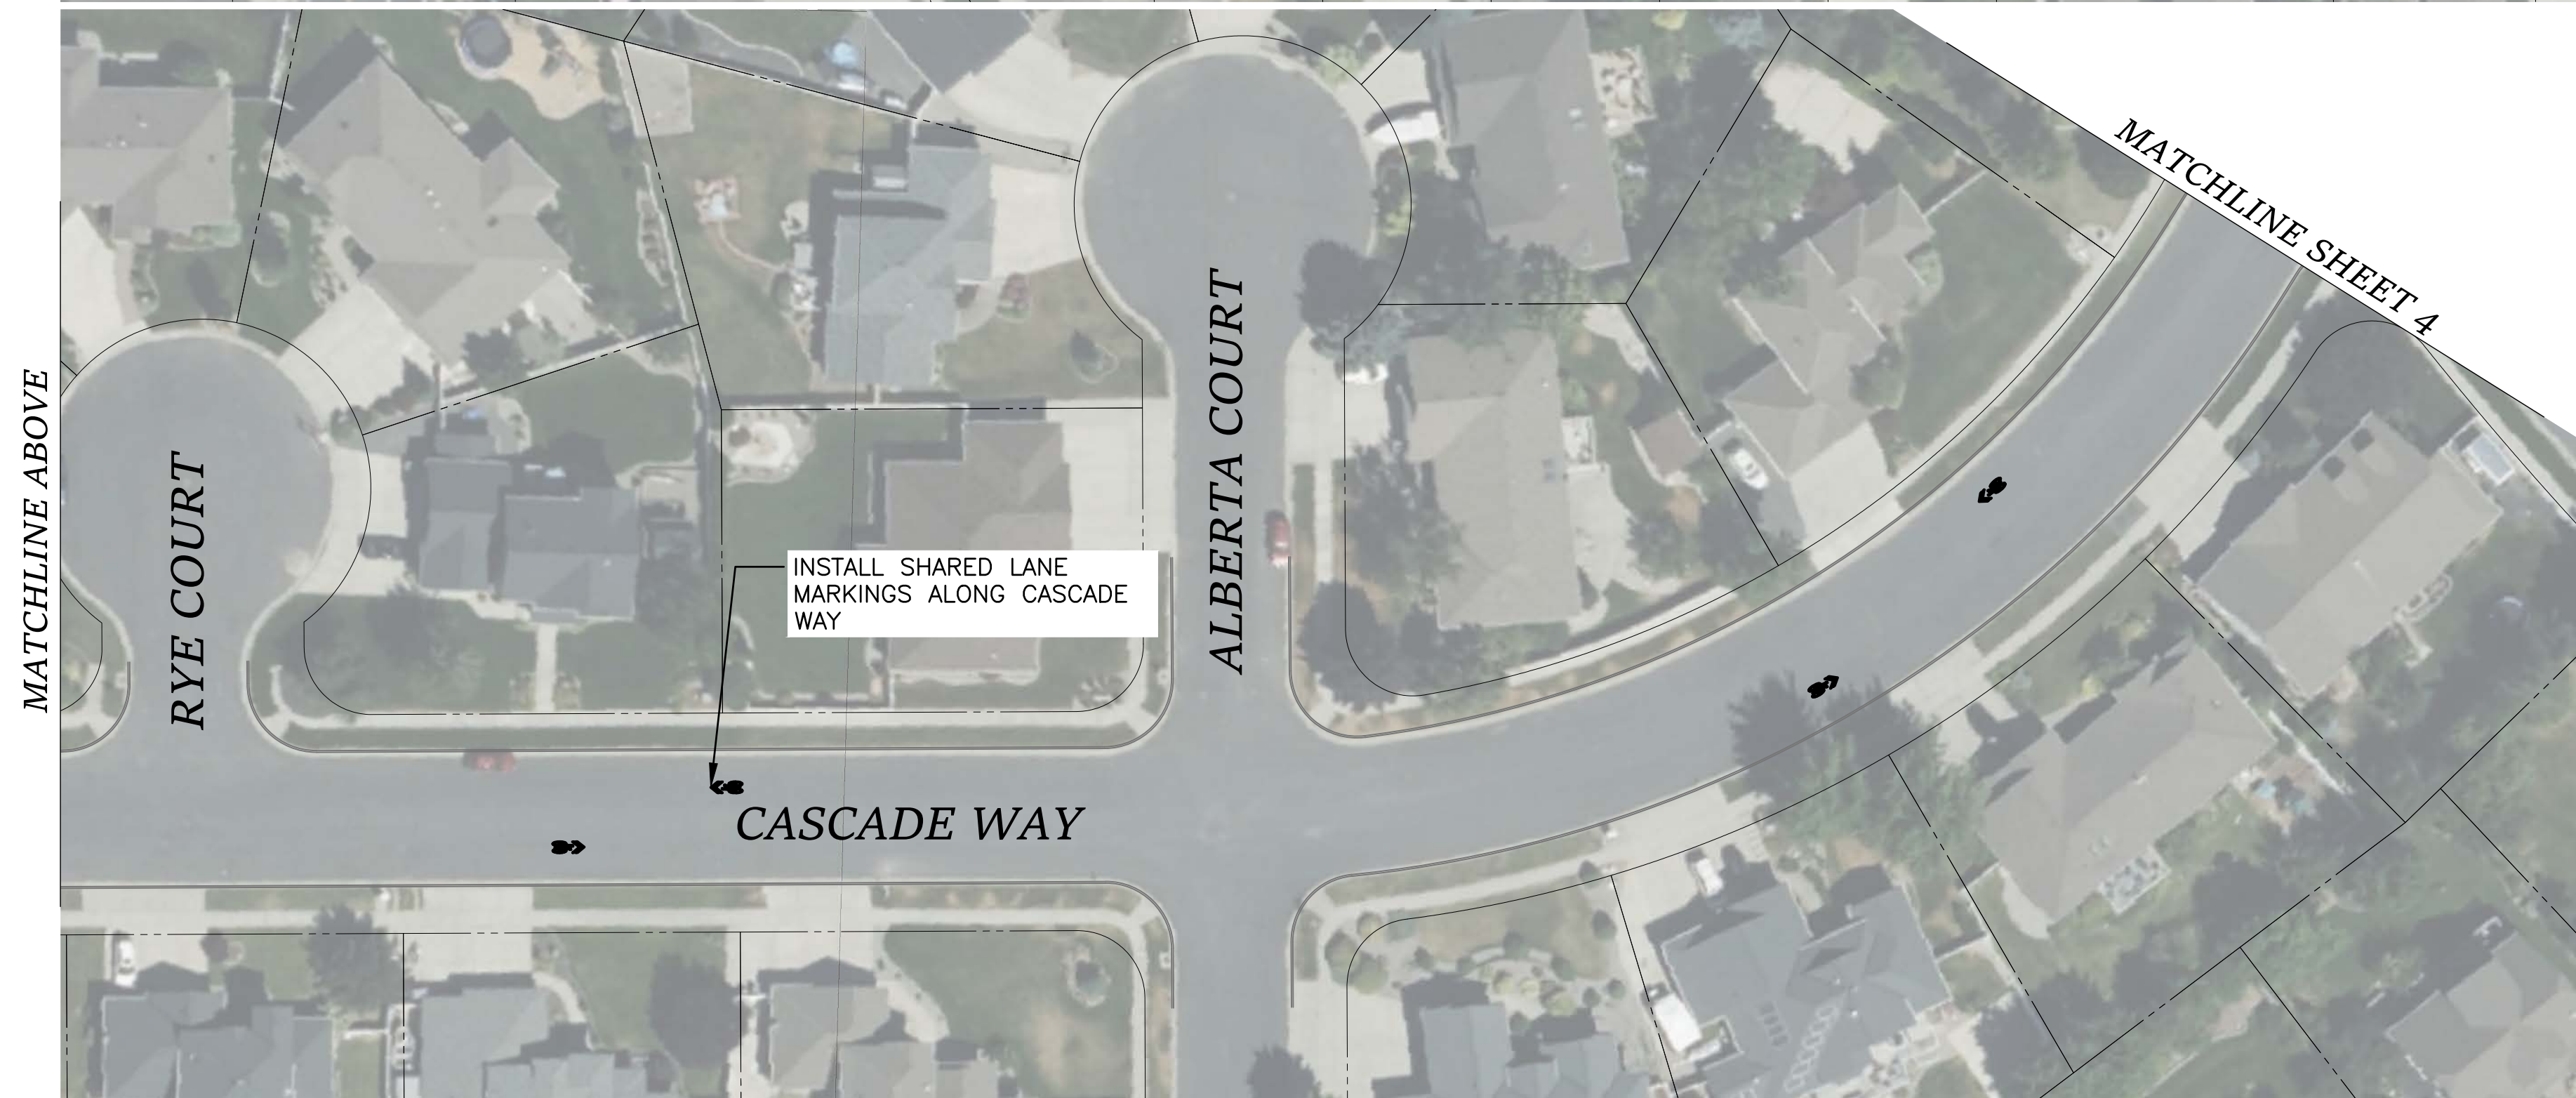 MATCHLINE SHEET 4
MATCHLINE ABOVE
RYE COURT
ALBERTA COURT
INSTALL SHARED LANE
MARKINGS ALONG CASCADE
WAY
CASCADE WAY